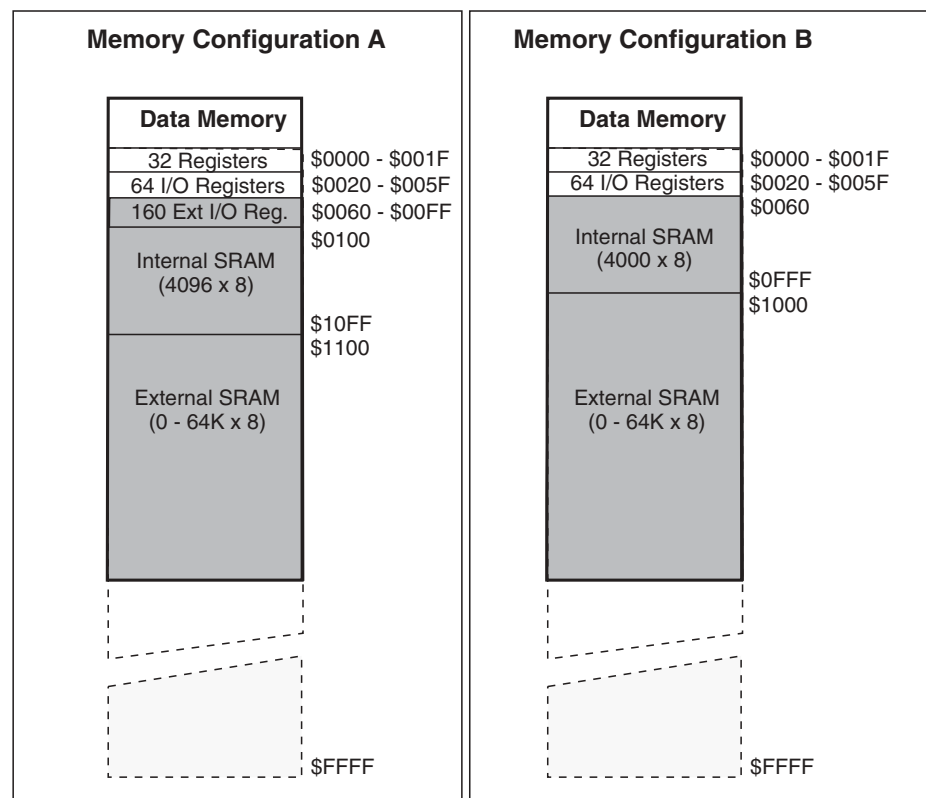 Memory Configuration A
Data Memory
32 Registers
$0000 - $001F
64 I/O Registers
$0020 - $005F
160 Ext I/O Reg.
$0060 - $00FF
$0100
Internal SRAM
(4096 x 8)
$10FF
$1100
External SRAM
(0 - 64K x 8)
$FFFF
Memory Configuration B
Data Memory
32 Registers
$0000 - $001F
64 I/O Registers
$0020 - $005F
$0060
Internal SRAM
(4000 x 8)
$0FFF
$1000
External SRAM
(0 - 64K x 8)
$FFFF